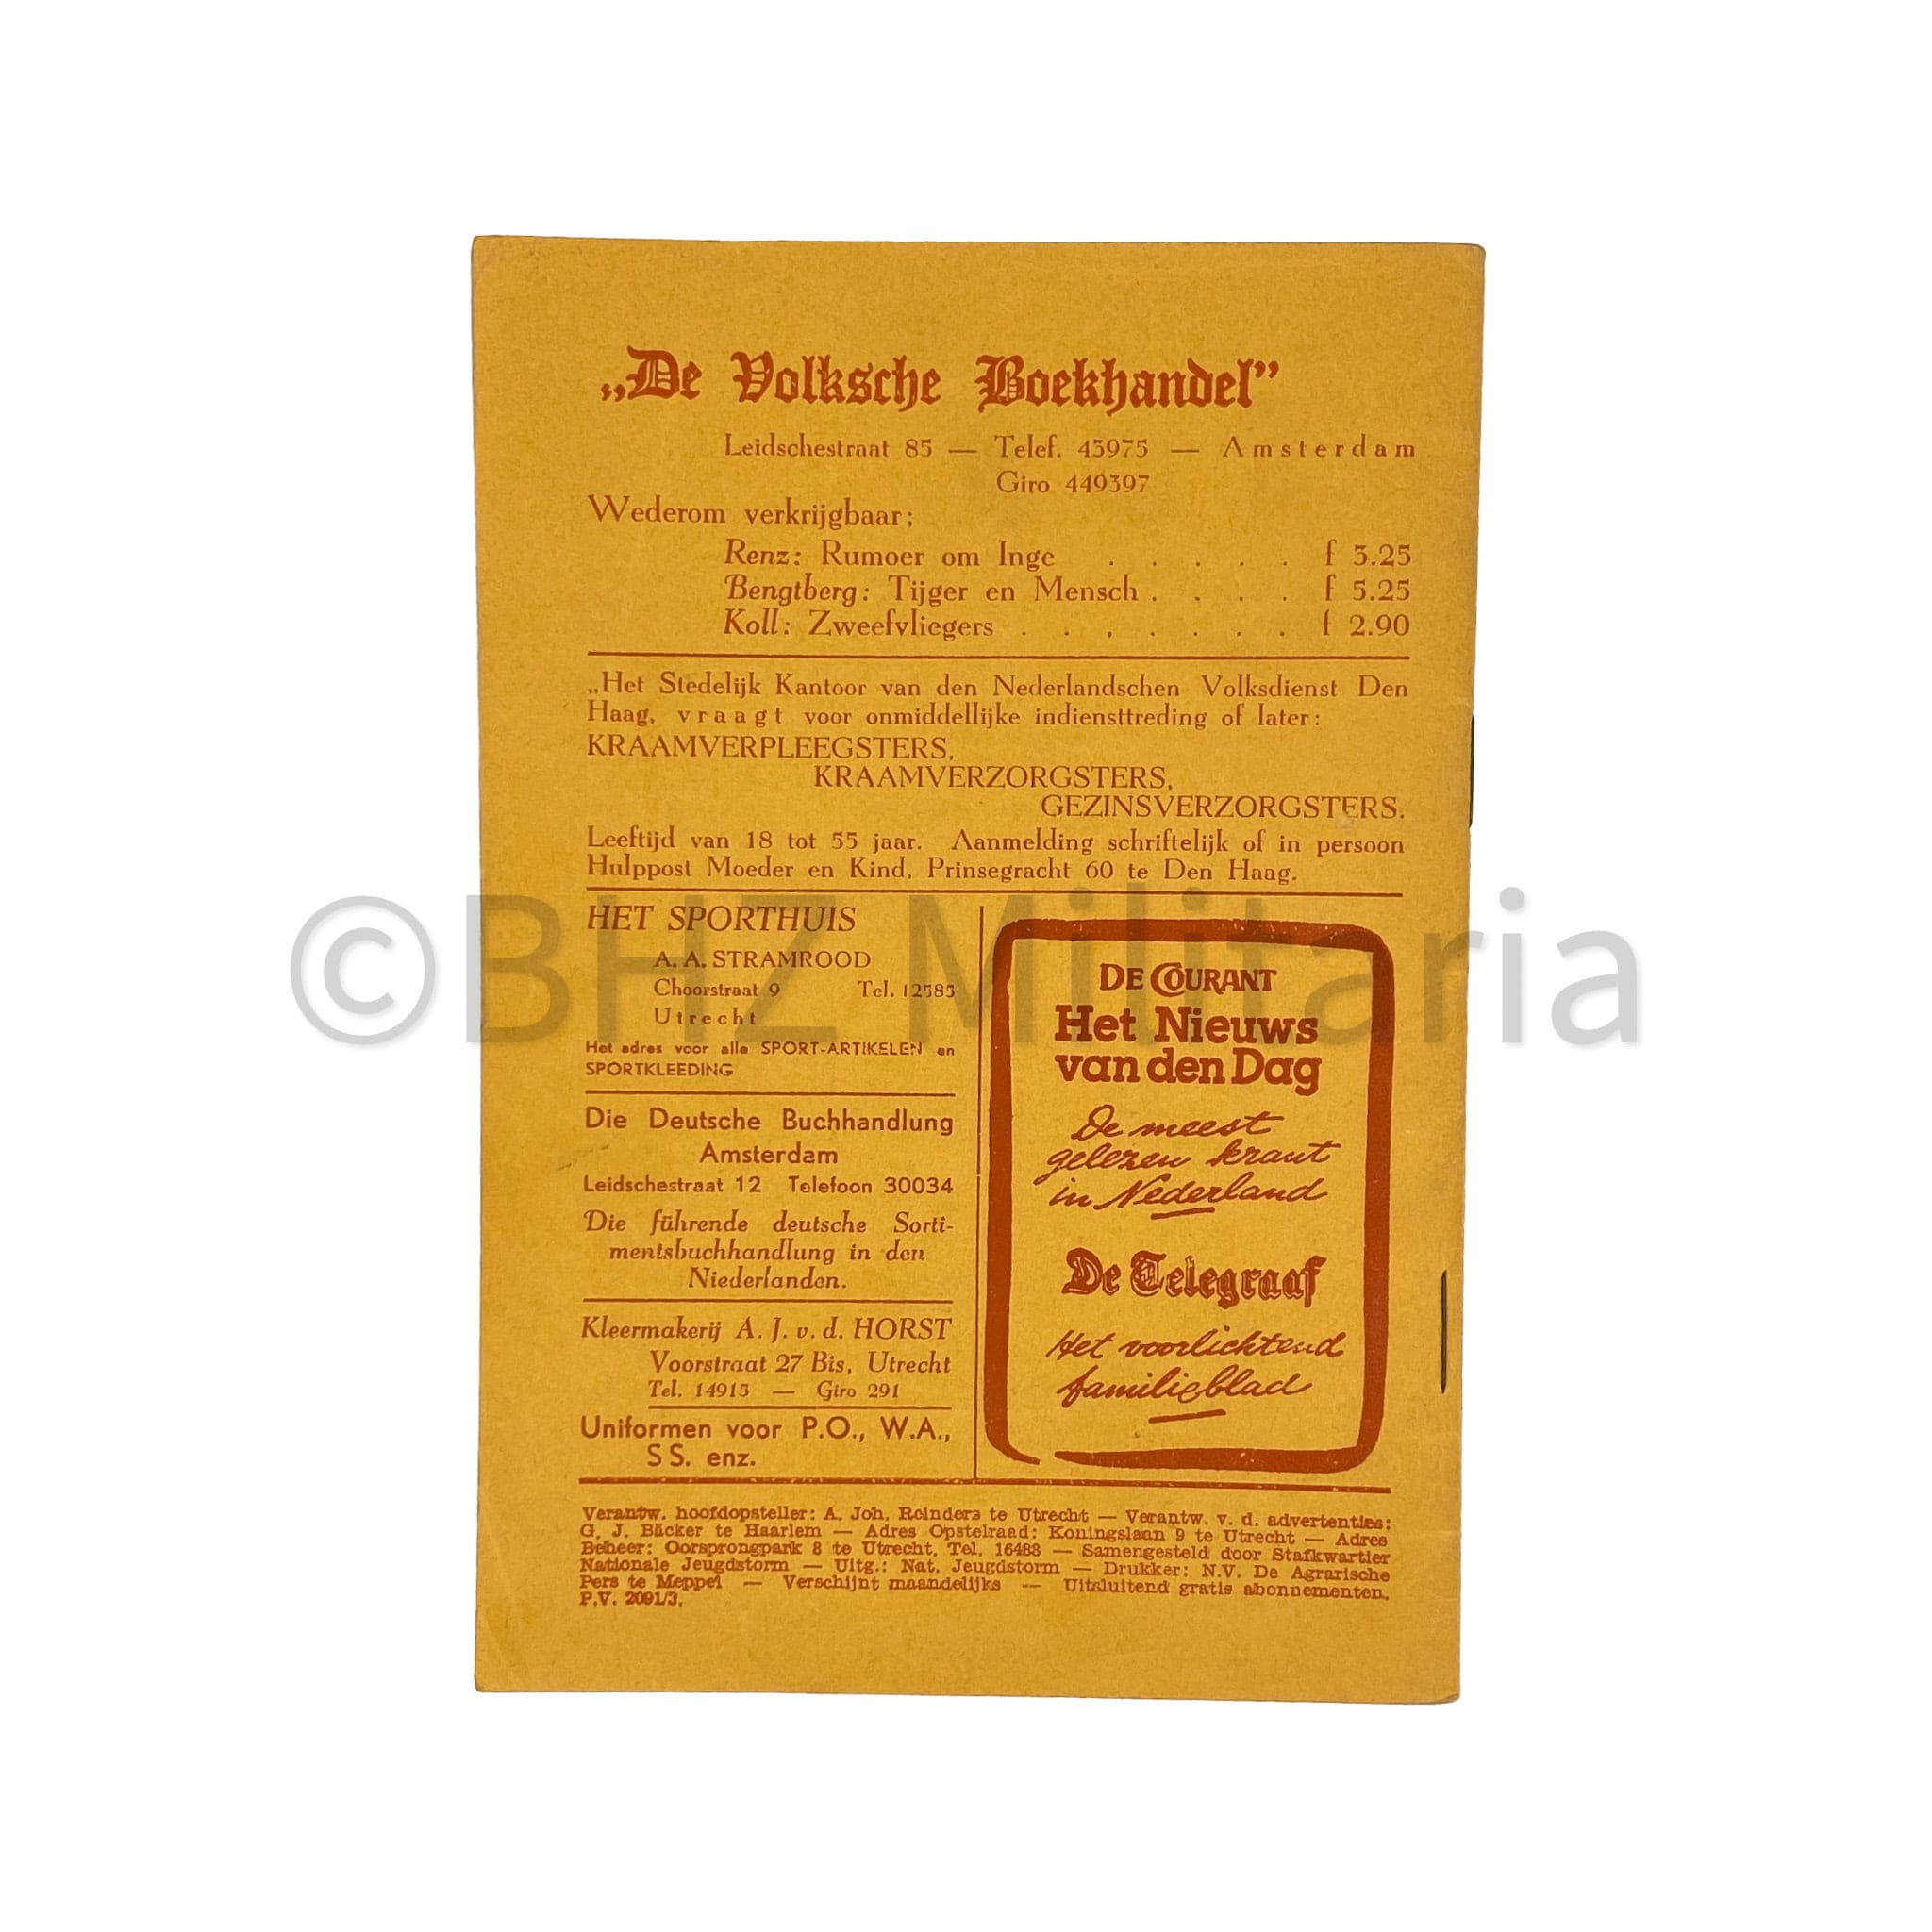 „De Volksche Boekhandel”
Leidschestraat 85 — Telef. 43975 — Amsterdam
Giro 449397
Wederom verkrijgbaar;
Renz: Rumoer om Inge . . . . . f 3.25
Bengtberg: Tijger en Mensch . . . . f 5.25
Koll: Zweefvliegers . . . . . . . f 2.90
„Het Stedelijk Kantoor van den Nederlandschen Volksdienst Den
Haag, vraagt voor onmiddellijke indiensttreding of later:
KRAAMVERPLEEGSTERS,
KRAAMVERZORGSTERS,
GEZINSVERZORGSTERS.
Leeftijd van 18 tot 55 jaar. Aanmelding schriftelijk of in persoon
Hulppost Moeder en Kind, Prinsegracht 60 te Den Haag.
HET SPORTHUIS
A. A. STRAMROOD
Choorstraat 9 Tel. 12585
Utrecht
Het adres voor alle SPORT-ARTIKELEN en
SPORTKLEEDING
Die Deutsche Buchhandlung
Amsterdam
Leidschestraat 12 Telefoon 30034
Die führende deutsche Sorti-
mentsbuchhandlung in den
Niederlanden.
Kleermakerij A. J. v. d. HORST
Voorstraat 27 Bis, Utrecht
Tel. 14915 — Giro 291
Uniformen voor P.O., W.A.,
SS. enz.
DE COURANT
Het Nieuws
van den Dag
De meest
gelezen krant
in Nederland
De Telegraaf
Het voorlichtend
familieblad
Verantw. hoofdopsteller: A. Joh. Reinders te Utrecht — Verantw. v. d. advertenties:
G. J. Bäcker te Haarlem — Adres Opstelraad: Koningslaan 9 te Utrecht — Adres
Beheer: Oorsprongpark 8 te Utrecht, Tel. 16488 — Samengesteld door Stafkwartier
Nationale Jeugdstorm — Uitg.: Nat. Jeugdstorm — Drukker: N.V. De Agrarische
Pers te Meppel — Verschijnt maandelijks — Uitsluitend gratis abonnementen.
P.V. 2091/3.
©BHZ Militaria